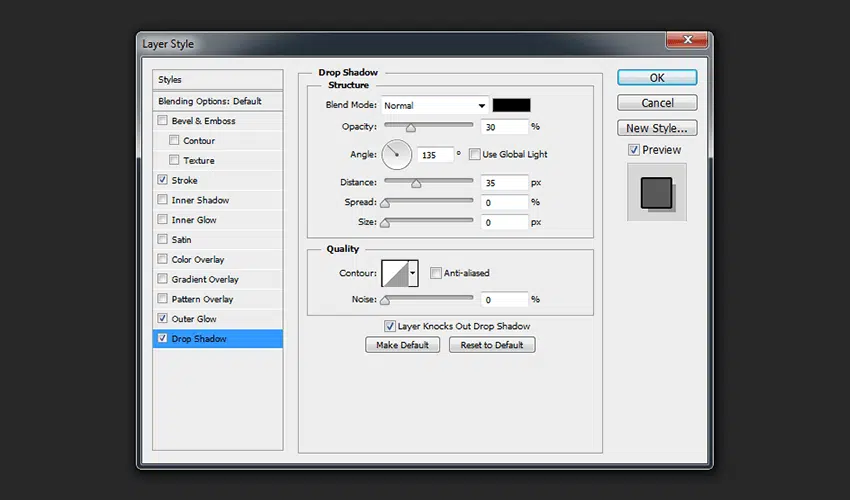 Layer Style
Styles
Blending Options: Default
Bevel & Emboss
Contour
Texture
Stroke
Inner Shadow
Inner Glow
Satin
Color Overlay
Gradient Overlay
Pattern Overlay
Outer Glow
Drop Shadow
Drop Shadow
Structure
Blend Mode: Normal
Opacity: 30 %
Angle: 135 ° Use Global Light
Distance: 35 px
Spread: 0 %
Size: 0 px
Quality
Contour: Anti-aliased
Noise: 0 %
Layer Knocks Out Drop Shadow
Make Default Reset to Default
OK
Cancel
New Style...
Preview